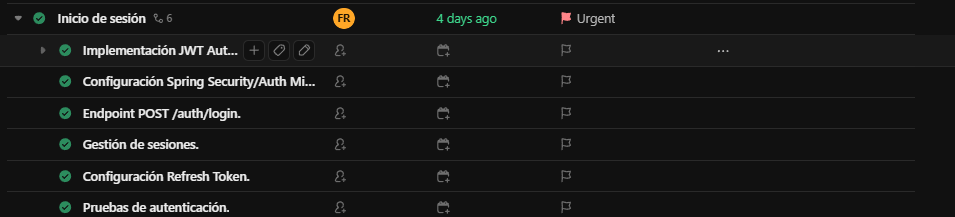 Inicio de sesión 6 FR 4 days ago Urgent
Implementación JWT Aut...
Configuración Spring Security/Auth Mi...
Endpoint POST /auth/login.
Gestión de sesiones.
Configuración Refresh Token.
Pruebas de autenticación.